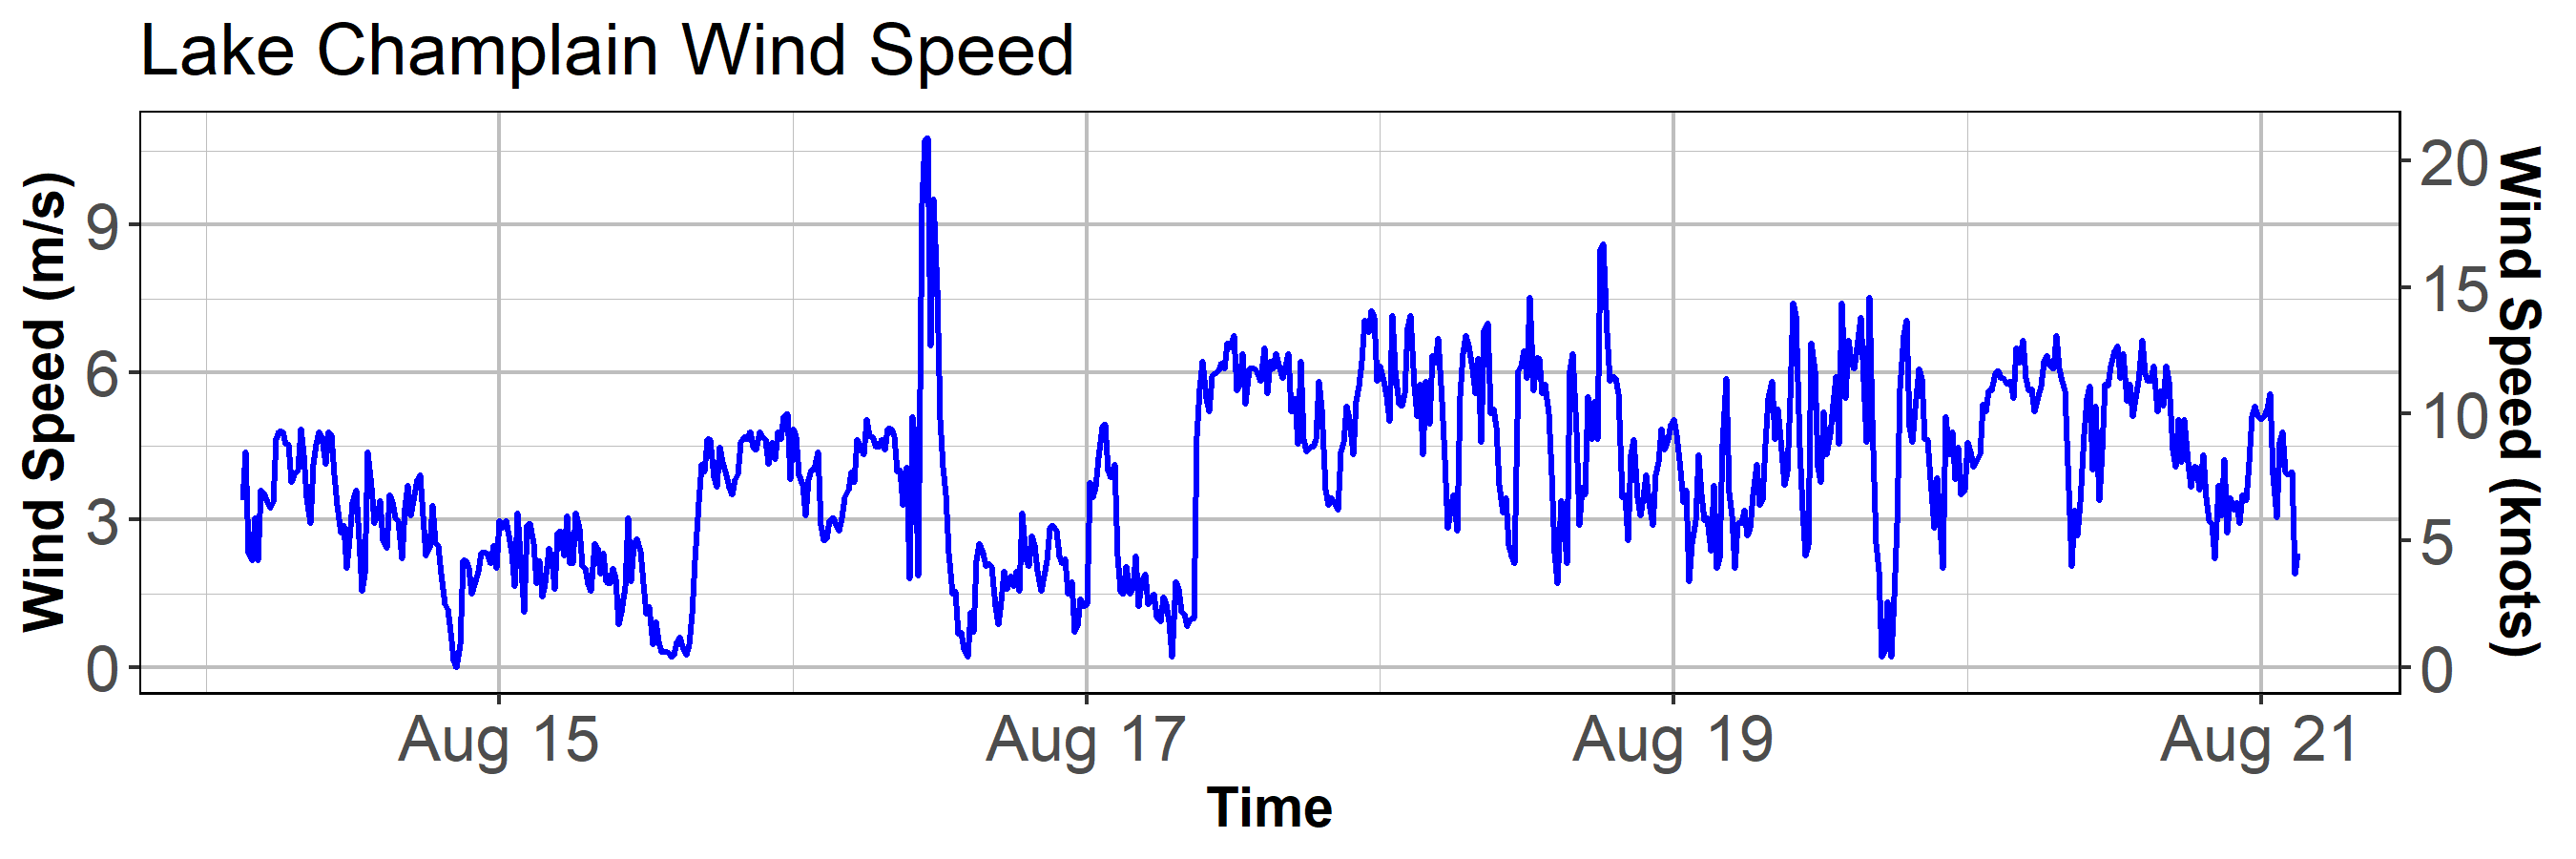 Lake Champlain Wind Speed
Wind Speed (m/s)
9
6
3
0
20
15
10
5
0
Wind Speed (knots)
Aug 15
Aug 17
Aug 19
Aug 21
Time